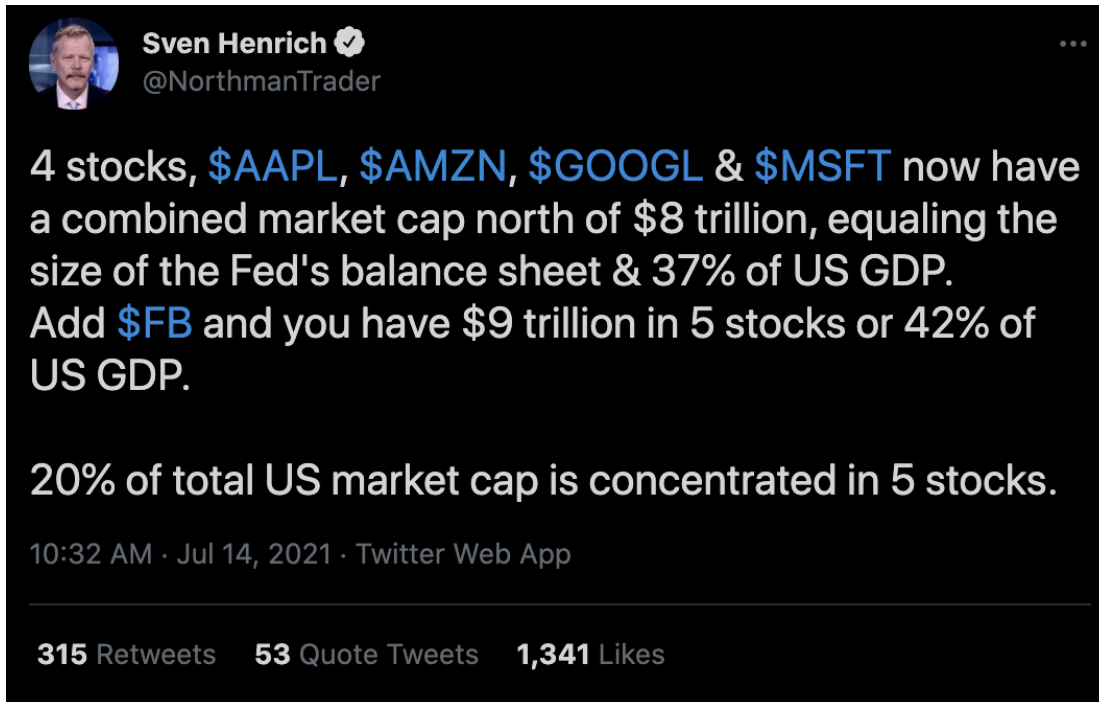 Sven Henrich
@NorthmanTrader
4 stocks, $AAPL, $AMZN, $GOOGL & $MSFT now have
a combined market cap north of $8 trillion, equaling the
size of the Fed's balance sheet & 37% of US GDP.
Add $FB and you have $9 trillion in 5 stocks or 42% of
US GDP.
20% of total US market cap is concentrated in 5 stocks.
10:32 AM · Jul 14, 2021 · Twitter Web App
315 Retweets 53 Quote Tweets 1,341 Likes